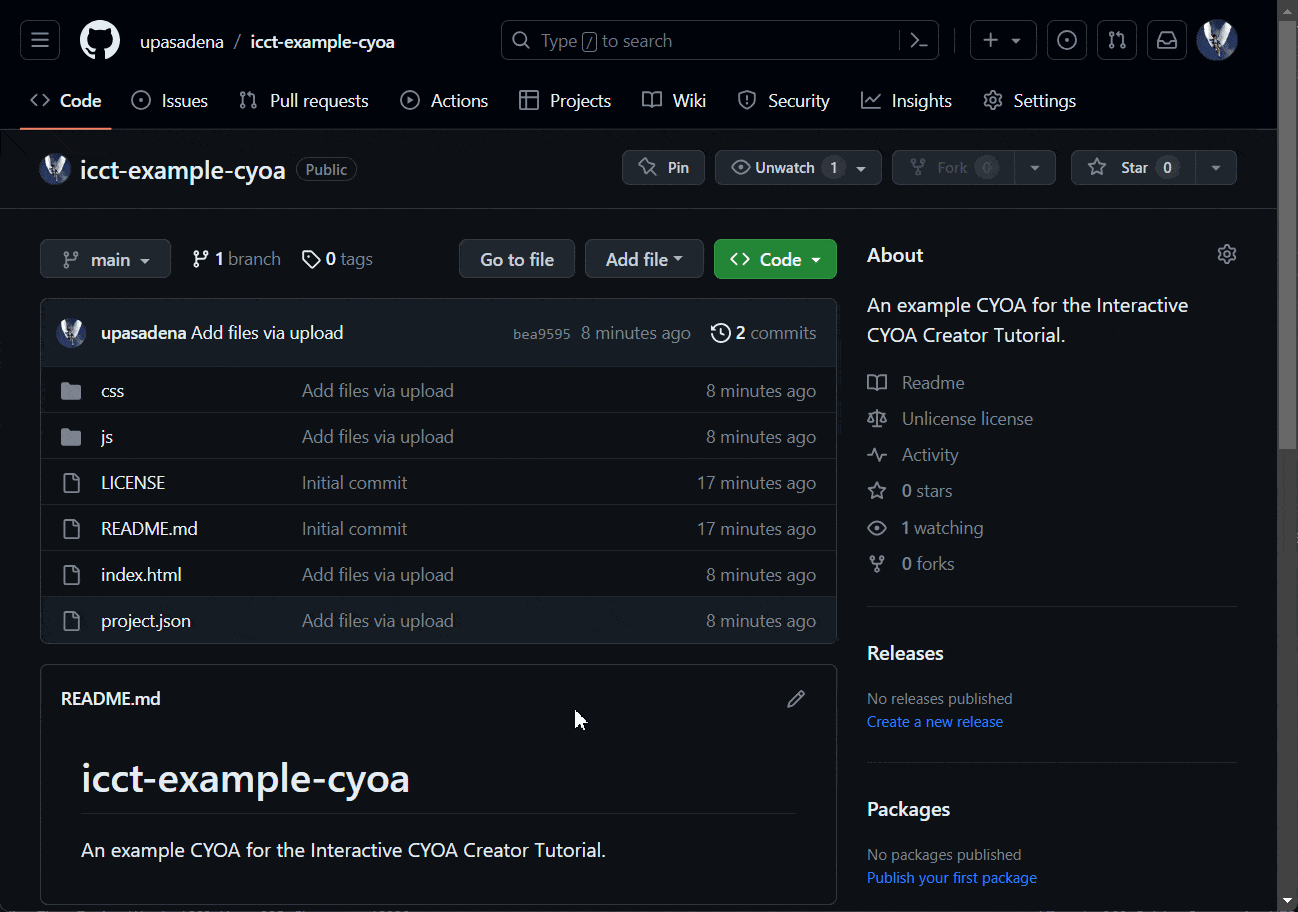 upasadena / icct-example-cyoa Type / to search
Code Issues Pull requests Actions Projects Wiki Security Insights Settings
icct-example-cyoa Public Pin Unwatch 1 Fork 0 Star 0
main 1 branch 0 tags Go to file Add file Code
upasadena Add files via upload bea9595 8 minutes ago 2 commits
css Add files via upload 8 minutes ago
js Add files via upload 8 minutes ago
LICENSE Initial commit 17 minutes ago
README.md Initial commit 17 minutes ago
index.html Add files via upload 8 minutes ago
project.json Add files via upload 8 minutes ago
README.md
icct-example-cyoa
An example CYOA for the Interactive CYOA Creator Tutorial.
About
An example CYOA for the Interactive
CYOA Creator Tutorial.
Readme
Unlicense license
Activity
0 stars
1 watching
0 forks
Releases
No releases published
Create a new release
Packages
No packages published
Publish your first package